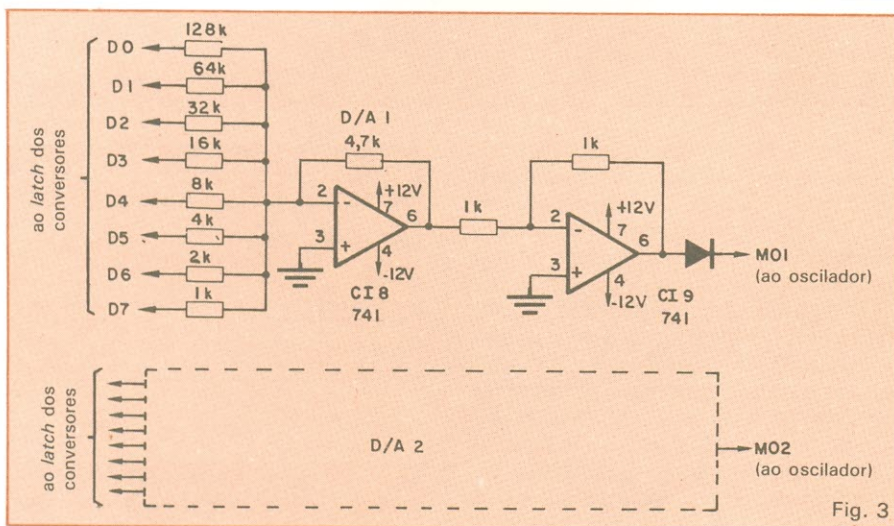 ao latch dos
conversores
D0
128k
D1
64k
D2
32k
D3
16k
D4
8k
D5
4k
D6
2k
D7
1k
D/A 1
4,7k
2
-
3
+
+12V
7
6
4
-12V
CI 8
741
1k
1k
2
-
3
+
+12V
7
6
4
-12V
CI 9
741
MO1
(ao oscilador)
ao latch dos
conversores
D/A 2
MO2
(ao oscilador)
Fig. 3